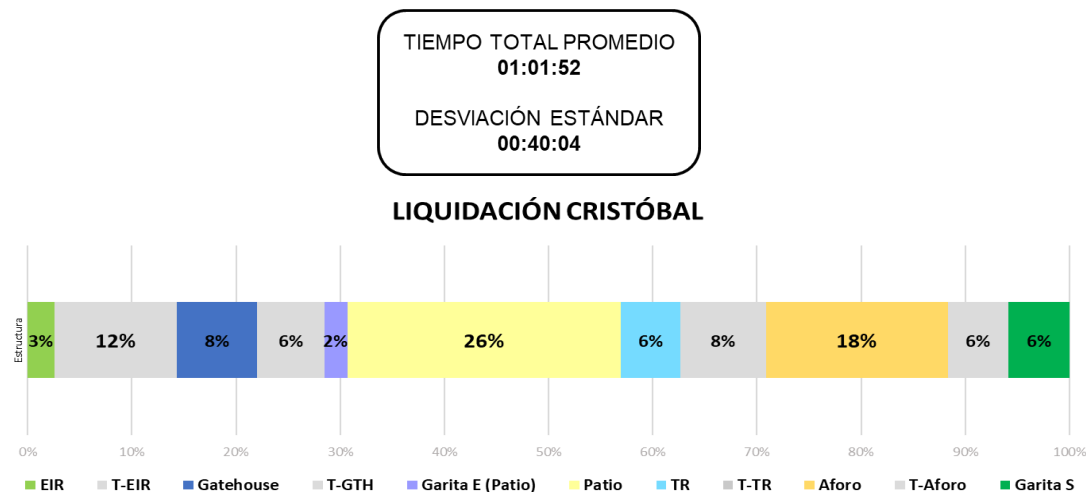 TIEMPO TOTAL PROMEDIO
01:01:52
DESVIACIÓN ESTÁNDAR
00:40:04
LIQUIDACIÓN CRISTÓBAL
Estructura
3% 12% 8% 6% 2% 26% 6% 8% 18% 6% 6%
0% 10% 20% 30% 40% 50% 60% 70% 80% 90% 100%
EIR T-EIR Gatehouse T-GTH Garita E (Patio) Patio TR T-TR Aforo T-Aforo Garita S